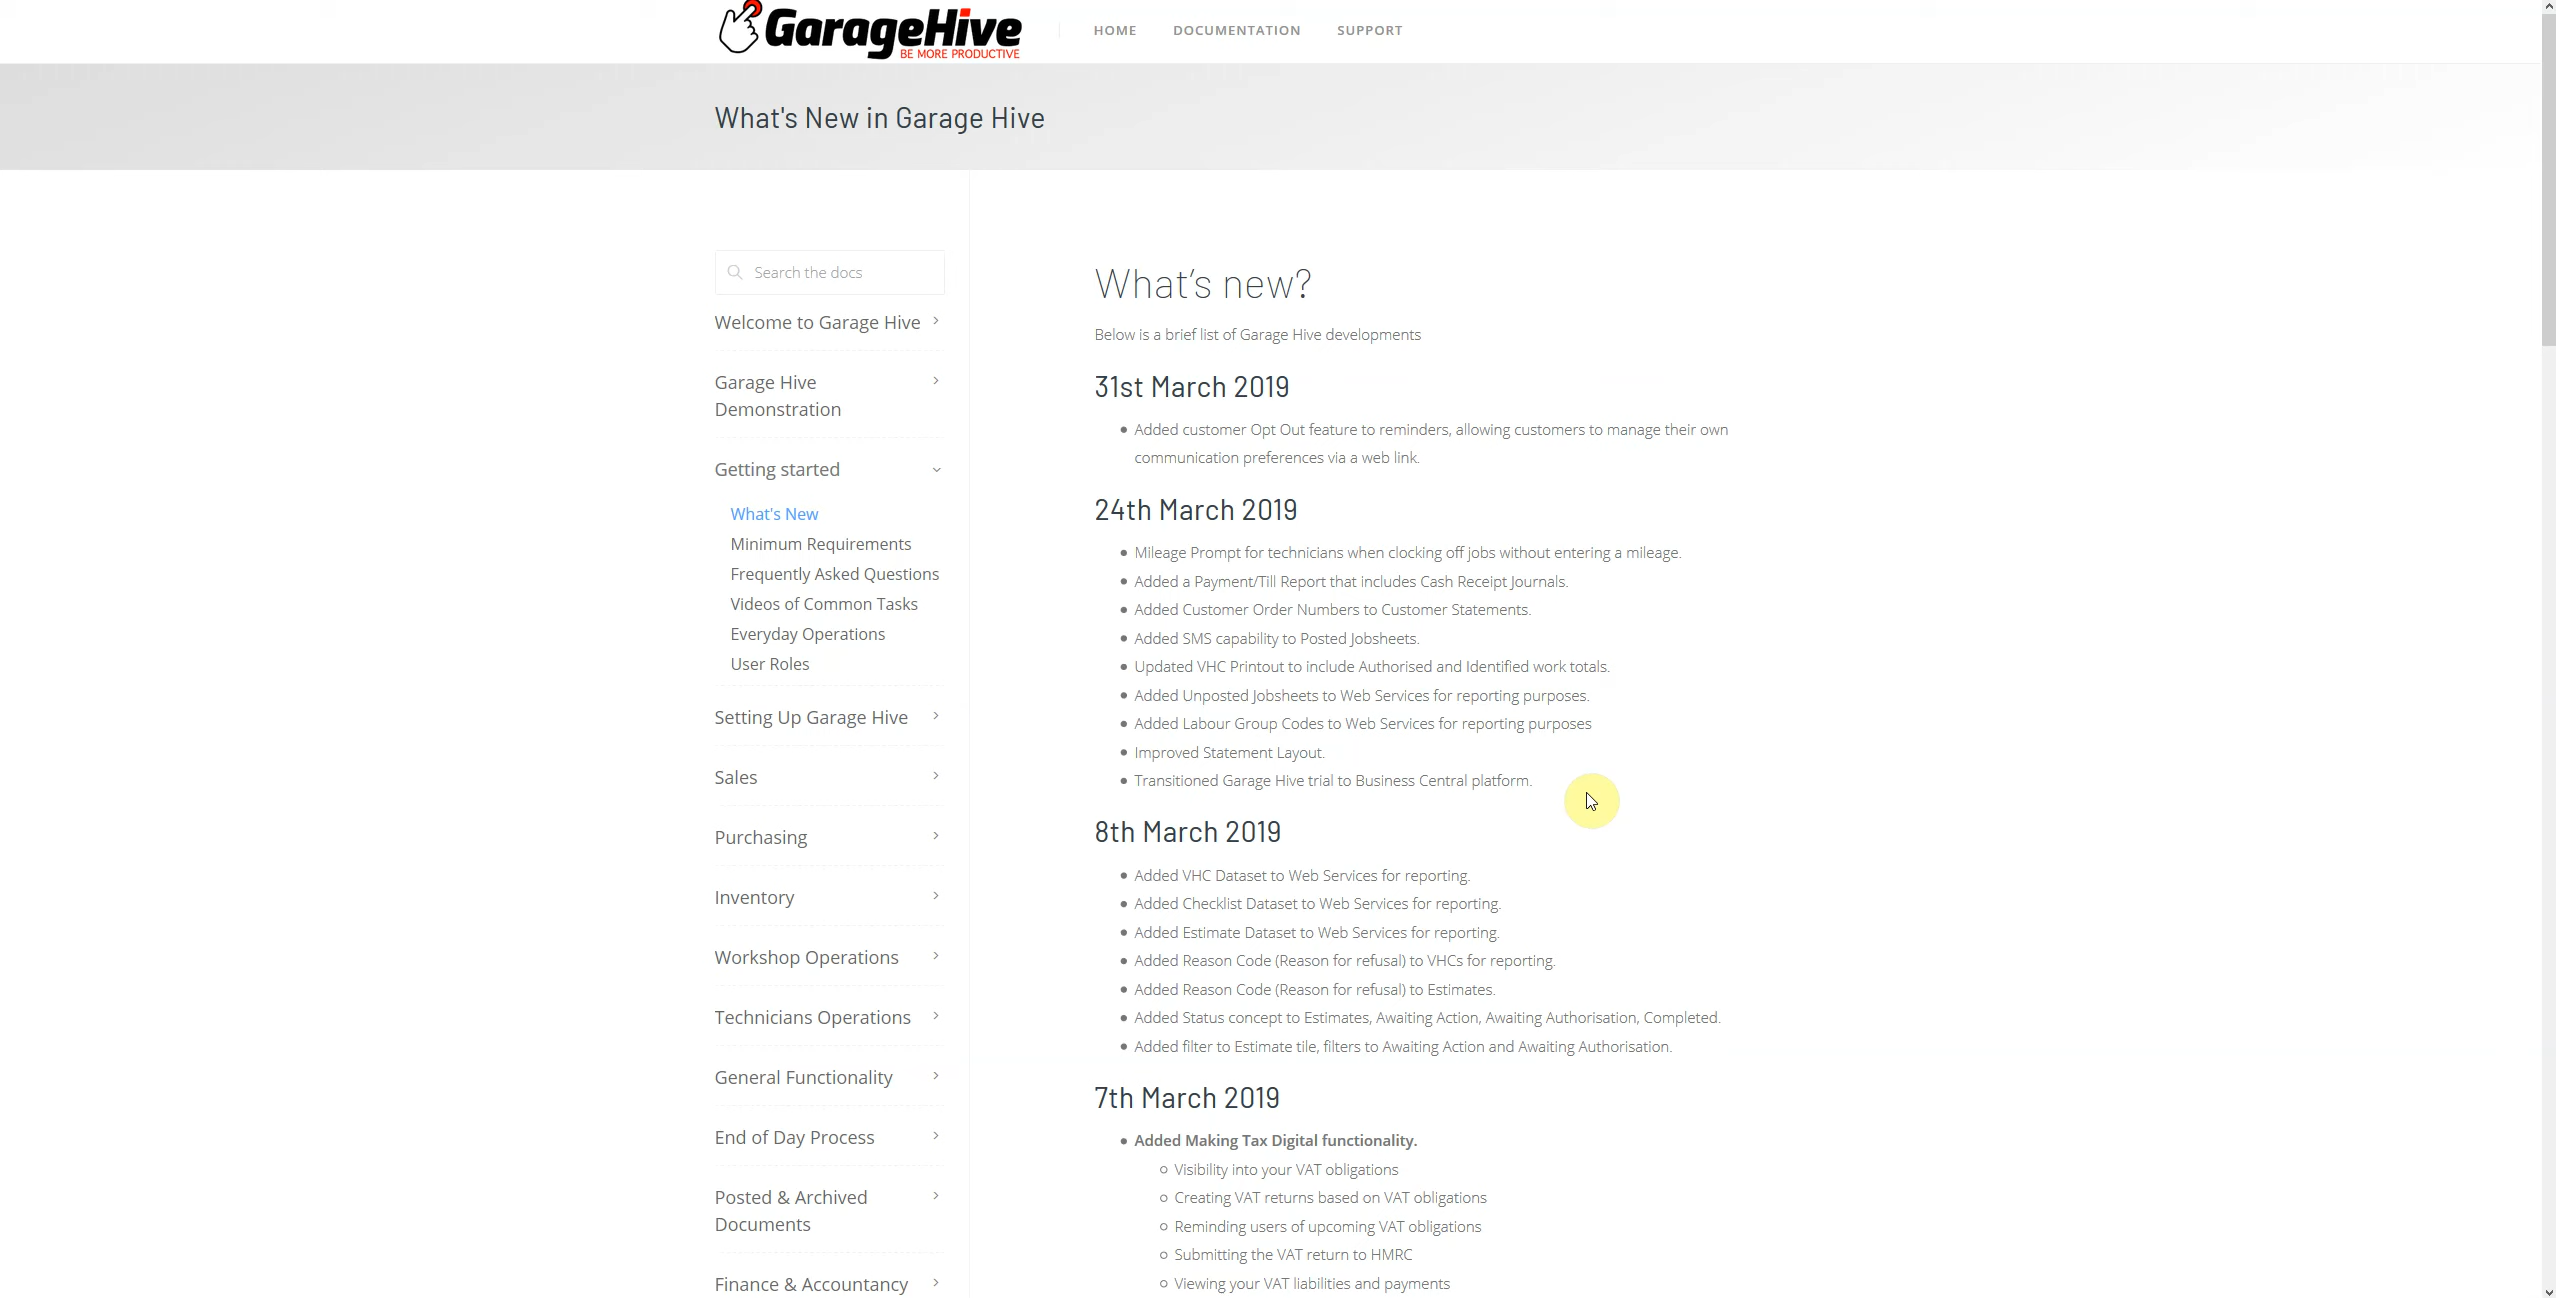 GarageHive
BE MORE PRODUCTIVE
HOME
DOCUMENTATION
SUPPORT
What's New in Garage Hive
Search the docs
Welcome to Garage Hive
Garage Hive
Demonstration
Getting started
What's New
Minimum Requirements
Frequently Asked Questions
Videos of Common Tasks
Everyday Operations
User Roles
Setting Up Garage Hive
Sales
Purchasing
Inventory
Workshop Operations
Technicians Operations
General Functionality
End of Day Process
Posted & Archived
Documents
Finance & Accountancy
What’s new?
Below is a brief list of Garage Hive developments
31st March 2019
Added customer Opt Out feature to reminders, allowing customers to manage their own
communication preferences via a web link.
24th March 2019
Mileage Prompt for technicians when clocking off jobs without entering a mileage.
Added a Payment/Till Report that includes Cash Receipt Journals.
Added Customer Order Numbers to Customer Statements.
Added SMS capability to Posted Jobsheets.
Updated VHC Printout to include Authorised and Identified work totals.
Added Unposted Jobsheets to Web Services for reporting purposes.
Added Labour Group Codes to Web Services for reporting purposes
Improved Statement Layout.
Transitioned Garage Hive trial to Business Central platform.
8th March 2019
Added VHC Dataset to Web Services for reporting.
Added Checklist Dataset to Web Services for reporting.
Added Estimate Dataset to Web Services for reporting.
Added Reason Code (Reason for refusal) to VHCs for reporting.
Added Reason Code (Reason for refusal) to Estimates.
Added Status concept to Estimates, Awaiting Action, Awaiting Authorisation, Completed.
Added filter to Estimate tile, filters to Awaiting Action and Awaiting Authorisation.
7th March 2019
Added Making Tax Digital functionality.
Visibility into your VAT obligations
Creating VAT returns based on VAT obligations
Reminding users of upcoming VAT obligations
Submitting the VAT return to HMRC
Viewing your VAT liabilities and payments